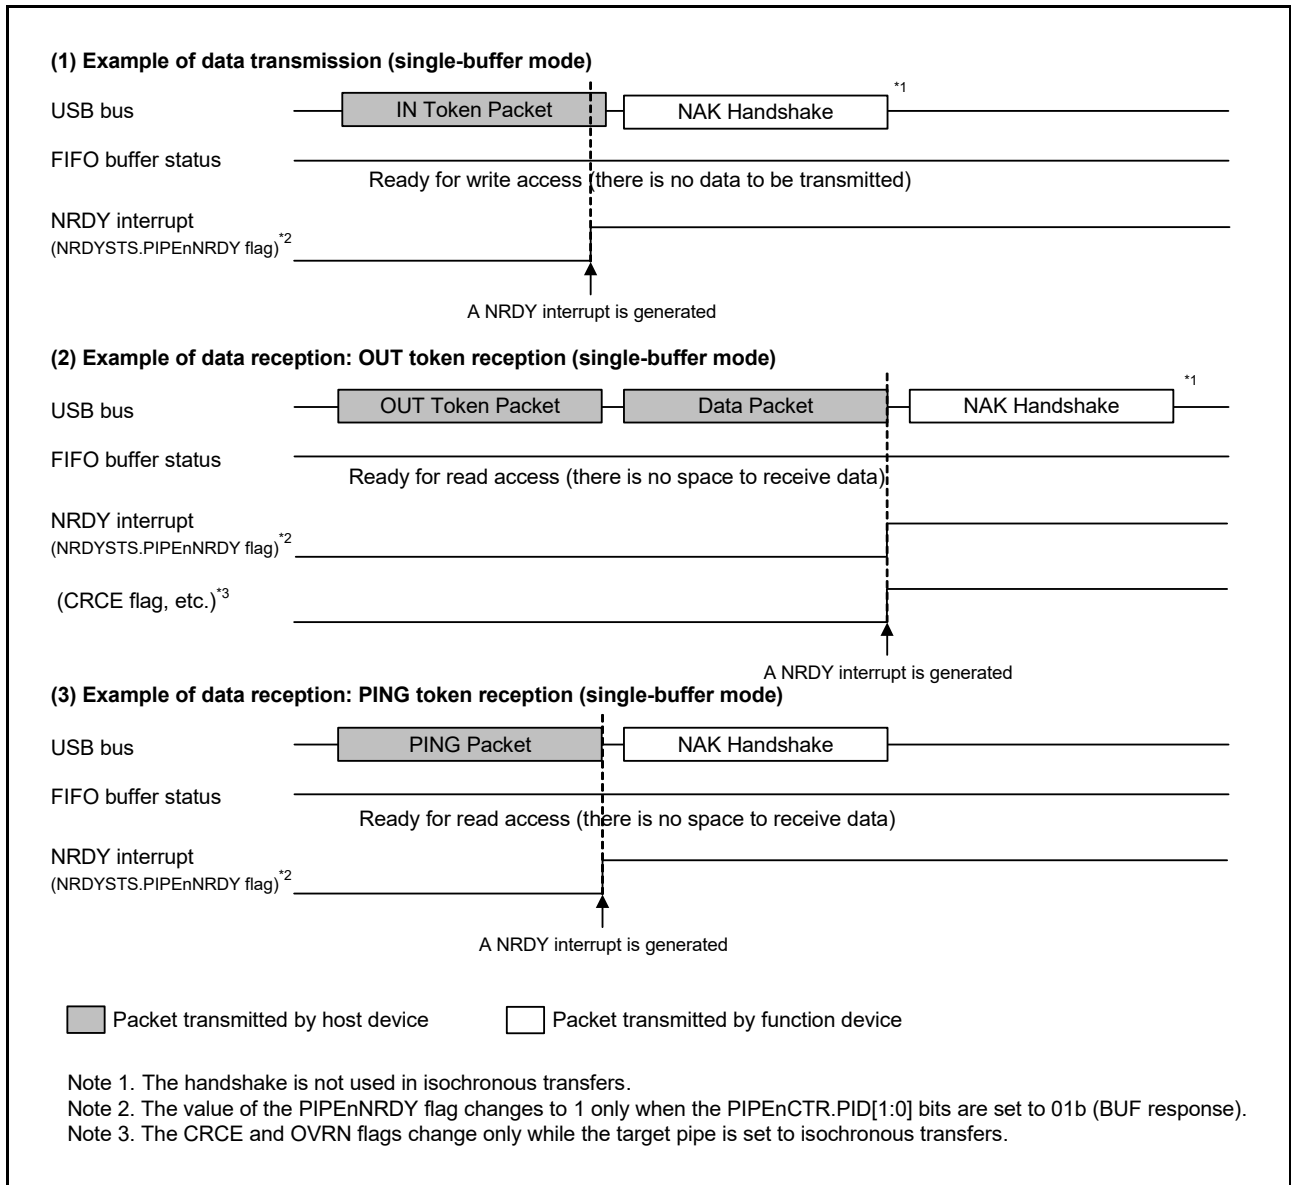 (1) Example of data transmission (single-buffer mode)
USB bus
IN Token Packet
NAK Handshake
*1
FIFO buffer status
Ready for write access (there is no data to be transmitted)
NRDY interrupt
(NRDYSTS.PIPEnNRDY flag)*2
A NRDY interrupt is generated
(2) Example of data reception: OUT token reception (single-buffer mode)
USB bus
OUT Token Packet
Data Packet
NAK Handshake
*1
FIFO buffer status
Ready for read access (there is no space to receive data)
NRDY interrupt
(NRDYSTS.PIPEnNRDY flag)*2
(CRCE flag, etc.)*3
A NRDY interrupt is generated
(3) Example of data reception: PING token reception (single-buffer mode)
USB bus
PING Packet
NAK Handshake
FIFO buffer status
Ready for read access (there is no space to receive data)
NRDY interrupt
(NRDYSTS.PIPEnNRDY flag)*2
A NRDY interrupt is generated
Packet transmitted by host device
Packet transmitted by function device
Note 1. The handshake is not used in isochronous transfers.
Note 2. The value of the PIPEnNRDY flag changes to 1 only when the PIPEnCTR.PID[1:0] bits are set to 01b (BUF response).
Note 3. The CRCE and OVRN flags change only while the target pipe is set to isochronous transfers.